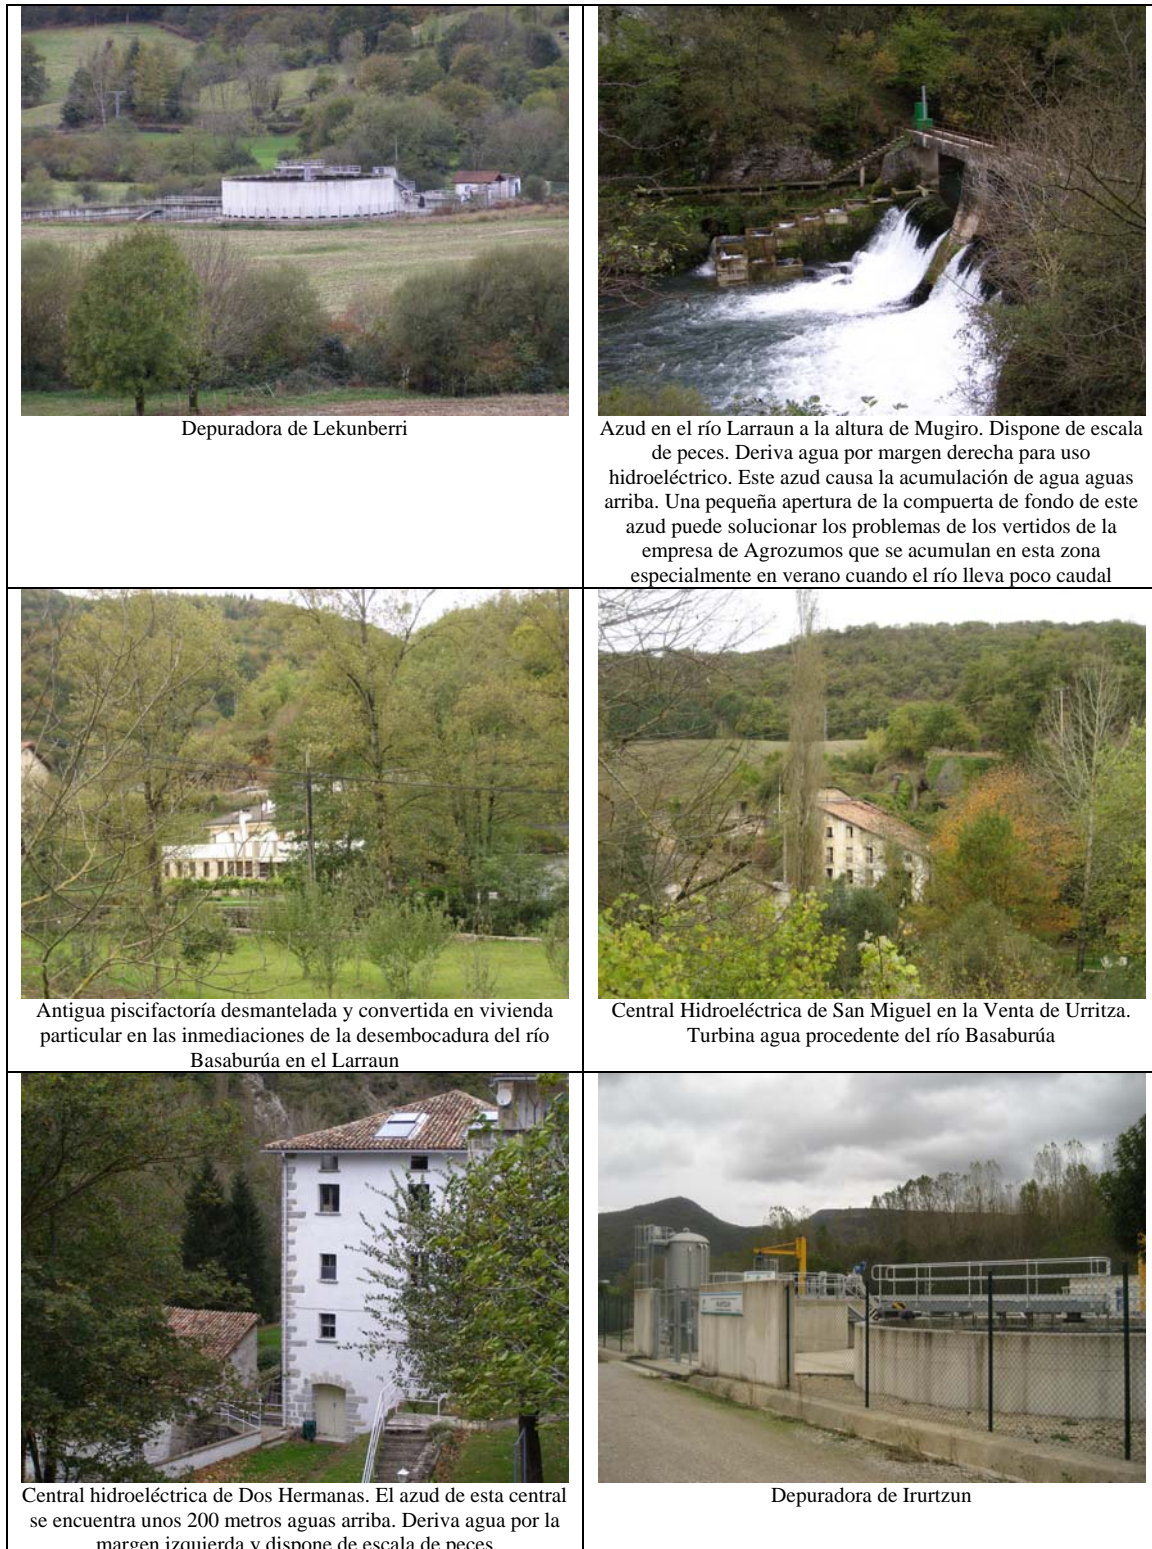 Depuradora de Lekunberri
Azud en el río Larraun a la altura de Mugiro. Dispone de escala
de peces. Deriva agua por margen derecha para uso
hidroeléctrico. Este azud causa la acumulación de agua aguas
arriba. Una pequeña apertura de la compuerta de fondo de este
azud puede solucionar los problemas de los vertidos de la
empresa de Agrozumos que se acumulan en esta zona
especialmente en verano cuando el río lleva poco caudal
Antigua piscifactoría desmantelada y convertida en vivienda
particular en las inmediaciones de la desembocadura del río
Basaburúa en el Larraun
Central Hidroeléctrica de San Miguel en la Venta de Urritza.
Turbina agua procedente del río Basaburúa
Central hidroeléctrica de Dos Hermanas. El azud de esta central
se encuentra unos 200 metros aguas arriba. Deriva agua por la
margen izquierda y dispone de escala de peces
Depuradora de Irurtzun